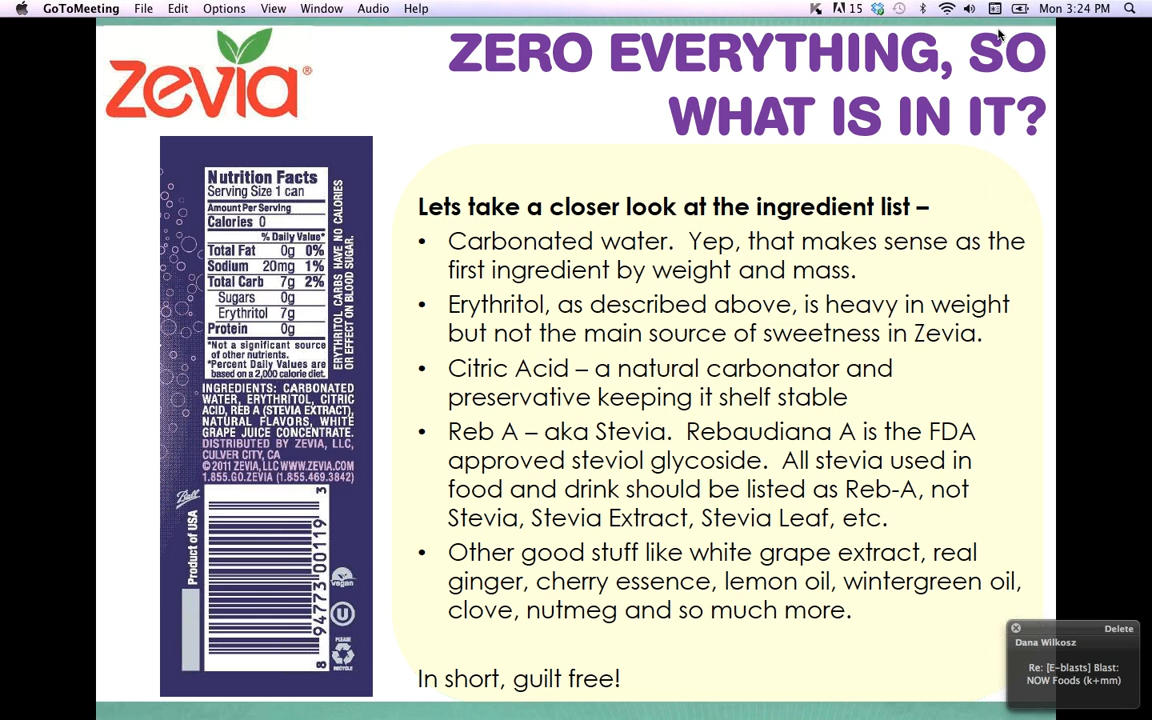 GoToMeeting File Edit Options View Window Audio Help 15 Mon 3:24 PM
zevia®
ZERO EVERYTHING, SO
WHAT IS IN IT?
Nutrition Facts
Serving Size 1 can
Amount Per Serving
Calories 0
% Daily Value*
Total Fat 0g 0%
Sodium 20mg 1%
Total Carb 7g 2%
Sugars 0g
Erythritol 7g
Protein 0g
*Not a significant source
of other nutrients.
*Percent Daily Values are
based on a 2,000 calorie diet.
ERYTHRITOL CARBS HAVE NO CALORIES
OR EFFECT ON BLOOD SUGAR.
INGREDIENTS: CARBONATED
WATER, ERYTHRITOL, CITRIC
ACID, REB A (STEVIA EXTRACT),
NATURAL FLAVORS, WHITE
GRAPE JUICE CONCENTRATE.
DISTRIBUTED BY ZEVIA, LLC,
CULVER CITY, CA
© 2011 ZEVIA, LLC WWW.ZEVIA.COM
1.855.GO.ZEVIA (1.855.469.3842)
Ball
Product of USA
8 94773 00119 3
vegan
U
PLEASE
RECYCLE
Lets take a closer look at the ingredient list –
• Carbonated water. Yep, that makes sense as the
first ingredient by weight and mass.
• Erythritol, as described above, is heavy in weight
but not the main source of sweetness in Zevia.
• Citric Acid – a natural carbonator and
preservative keeping it shelf stable
• Reb A – aka Stevia. Rebaudiana A is the FDA
approved steviol glycoside. All stevia used in
food and drink should be listed as Reb-A, not
Stevia, Stevia Extract, Stevia Leaf, etc.
• Other good stuff like white grape extract, real
ginger, cherry essence, lemon oil, wintergreen oil,
clove, nutmeg and so much more.
In short, guilt free!
Delete
Dana Wilkosz
Re: [E-blasts] Blast:
NOW Foods (k+mm)